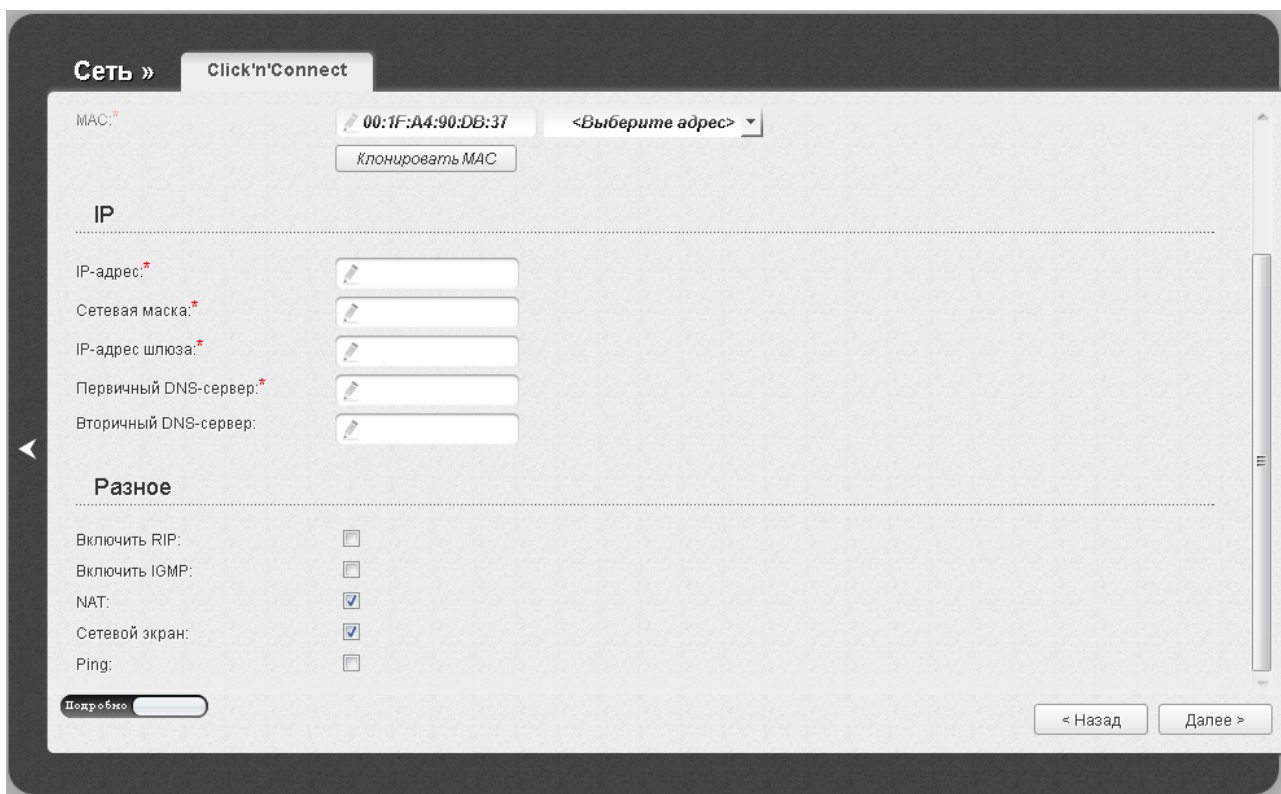 Сеть » Click'n'Connect
MAC:* 00:1F:A4:90:DB:37 <Выберите адрес>
Клонировать MAC
IP
IP-адрес:*
Сетевая маска:*
IP-адрес шлюза:*
Первичный DNS-сервер:*
Вторичный DNS-сервер:
Разное
Включить RIP:
Включить IGMP:
NAT:
Сетевой экран:
Ping:
Подробно
< Назад Далее >